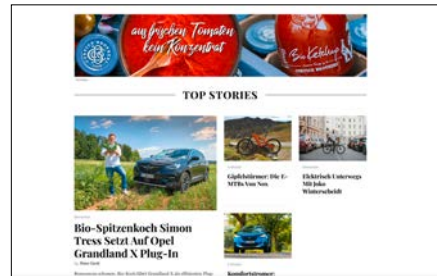 aus frischen Tomaten
kein Konzentrat
Bio Ketchup
TOP STORIES
Bio-Spitzenkoch Simon
Tress Setzt Auf Opel
Grandland X Plug-In
Gipfelstürmer: Die E-
MTBs Von Nox
Elektrisch Unterwegs
Mit Joko
Winterscheidt
Komfortstromer: